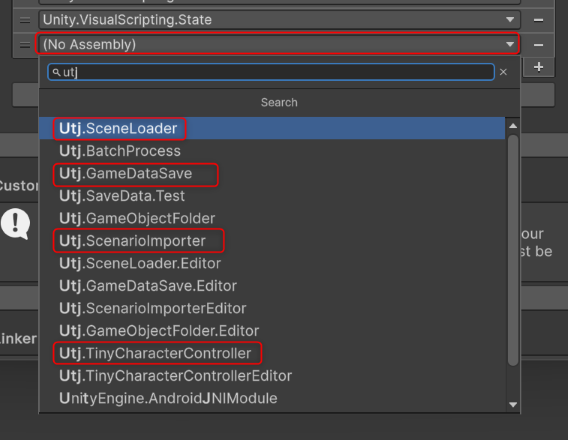 Unity.VisualScripting.State
(No Assembly)
utj
Search
Utj.SceneLoader
Utj.BatchProcess
Utj.GameDataSave
Utj.SaveData.Test
Utj.GameObjectFolder
Utj.ScenarioImporter
Utj.SceneLoader.Editor
Utj.GameDataSave.Editor
Utj.ScenarioImporterEditor
Utj.GameObjectFolder.Editor
Utj.TinyCharacterController
Utj.TinyCharacterControllerEditor
UnityEngine.AndroidJNIModule
Custor
our
st be
inker